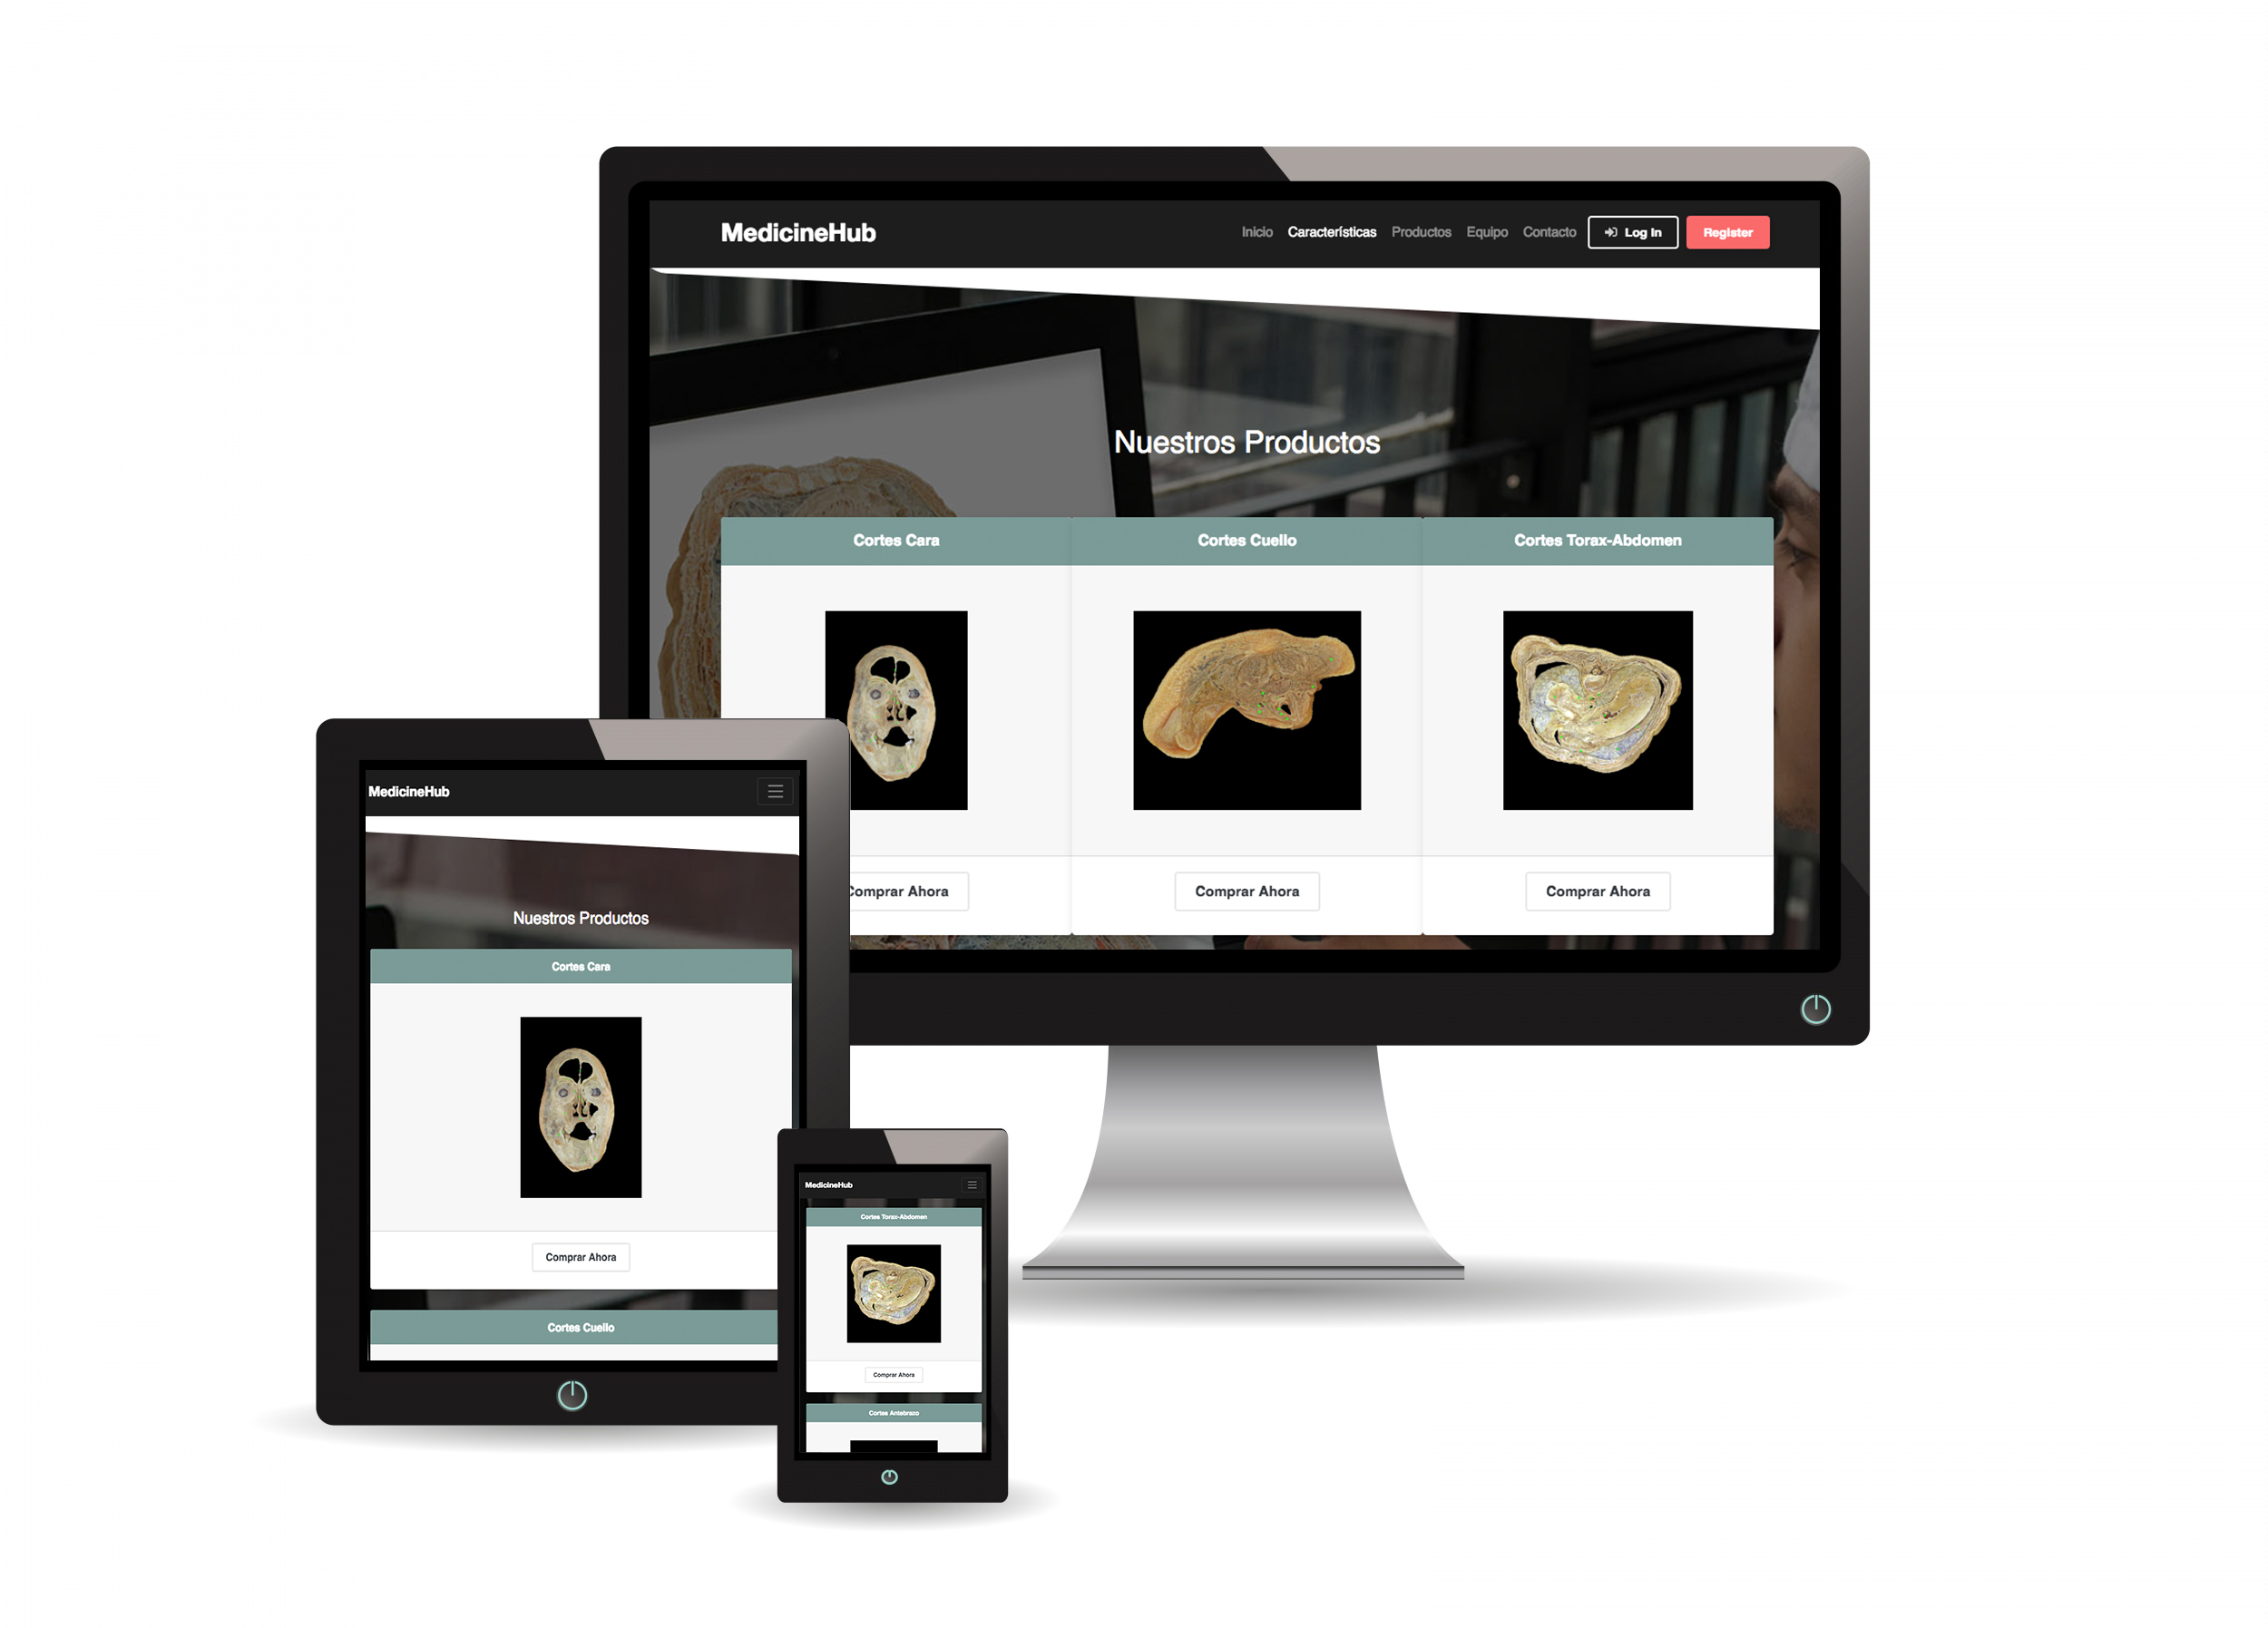 MedicineHub
Inicio Características Productos Equipo Contacto Log In Register
Nuestros Productos
Cortes Cara Cortes Cuello Cortes Torax-Abdomen
Comprar Ahora Comprar Ahora Comprar Ahora
MedicineHub
Nuestros Productos
Cortes Cara
Comprar Ahora
Cortes Cuello
MedicineHub
Cortes Torax-Abdomen
Comprar Ahora
Cortes Antebrazo